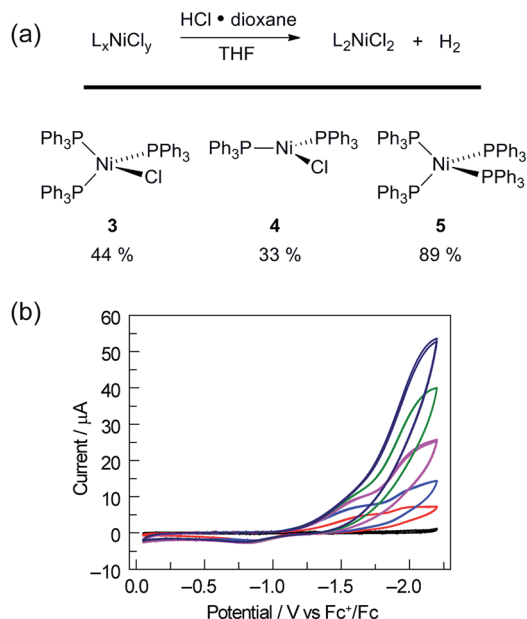 (a)
LxNiCly HCl • dioxane THF L2NiCl2 + H2
Ph3P Ph3P Ni PPh3 Cl
Ph3P Ni PPh3 Cl
Ph3P Ph3P Ni PPh3 PPh3
3 4 5
44 % 33 % 89 %
(b)
60
50
40
30
20
10
0
–10
Current / μA
0.0 –0.5 –1.0 –1.5 –2.0
Potential / V vs Fc+/Fc